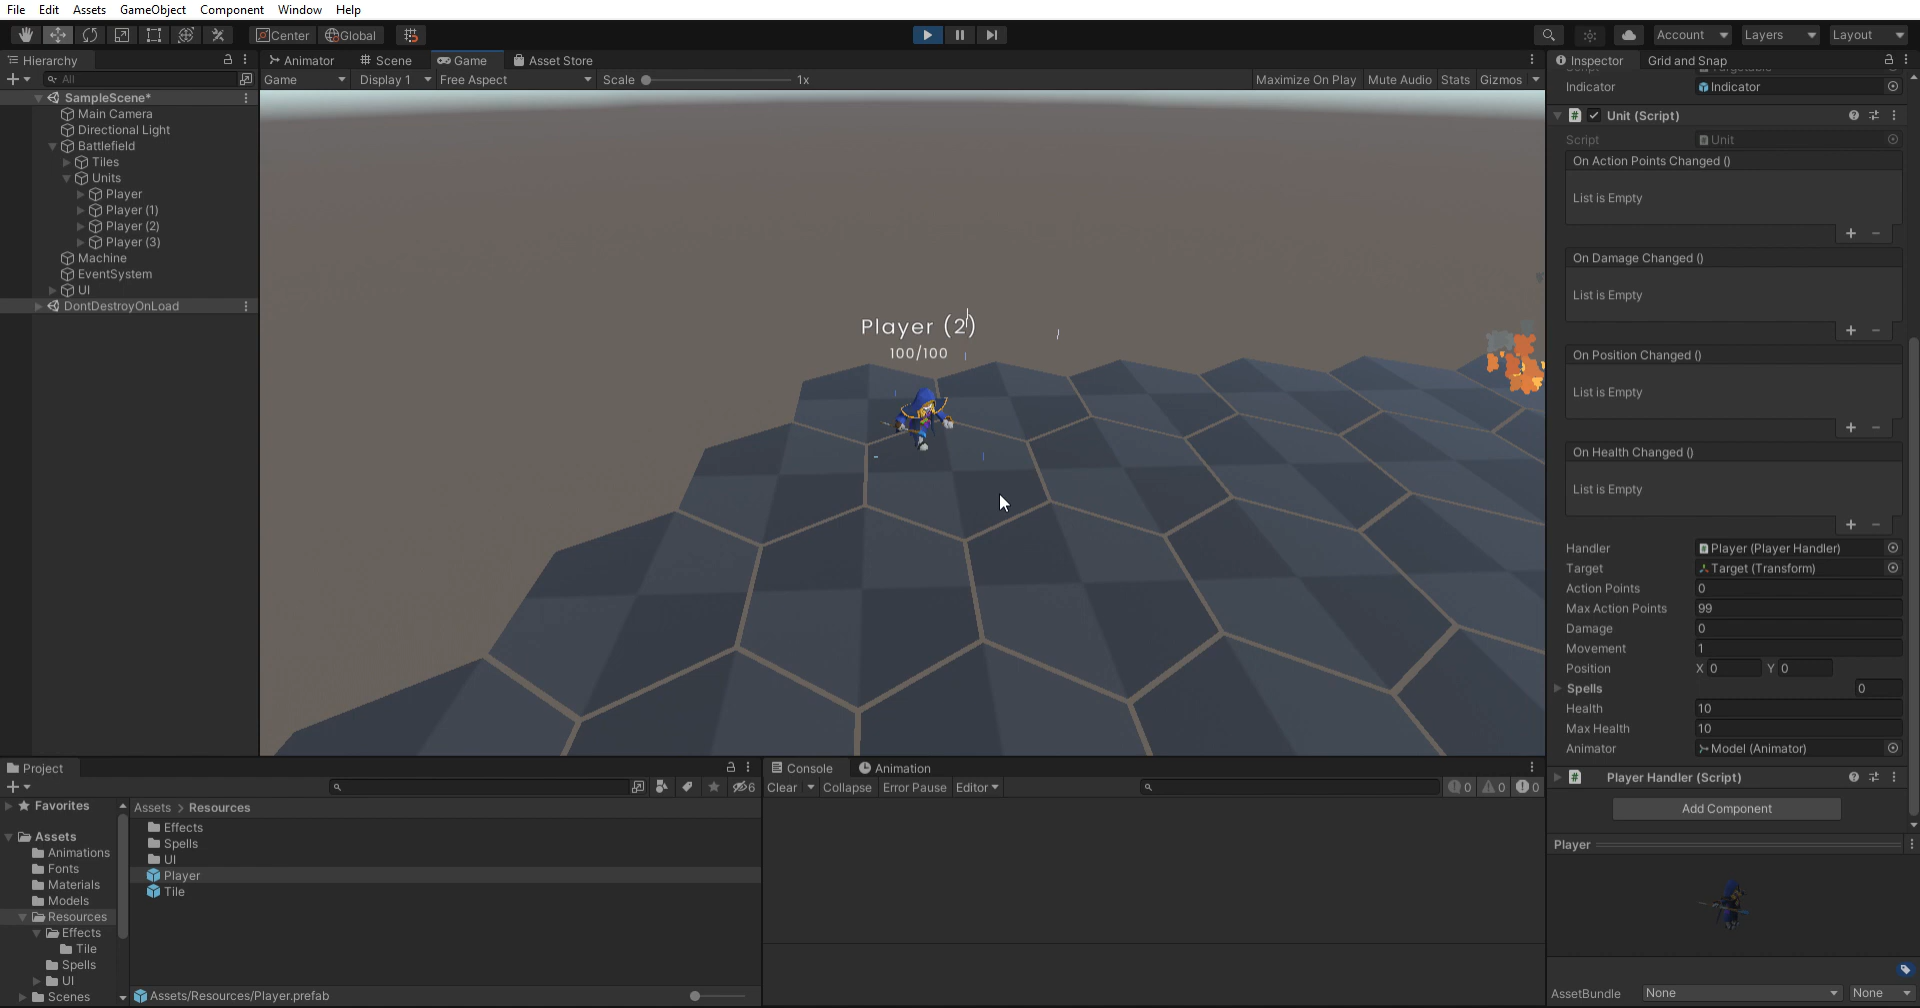 File Edit Assets GameObject Component Window Help
Center Global Account Layers Layout
Hierarchy Animator Scene Game Asset Store Inspector Grid and Snap
All Game Display 1 Free Aspect Scale 1x Maximize On Play Mute Audio Stats Gizmos
Indicator Indicator
SampleScene*
Main Camera
Directional Light
Battlefield
Tiles
Units
Player
Player (1)
Player (2)
Player (3)
Machine
EventSystem
UI
DontDestroyOnLoad
Player (2)
100/100
Unit (Script)
Script Unit
On Action Points Changed ()
List is Empty
On Damage Changed ()
List is Empty
On Position Changed ()
List is Empty
On Health Changed ()
List is Empty
Handler Player (Player Handler)
Target Target (Transform)
Action Points 0
Max Action Points 99
Damage 0
Movement 1
Position X 0 Y 0
Spells 0
Health 10
Max Health 10
Animator Model (Animator)
Player Handler (Script)
Add Component
Player
AssetBundle None None
Project
6
Favorites
Assets
Animations
Fonts
Materials
Models
Resources
Effects
Tile
Spells
UI
Scenes
Assets > Resources
Effects
Spells
UI
Player
Tile
Assets/Resources/Player.prefab
Console Animation
Clear Collapse Error Pause Editor 0 0 0